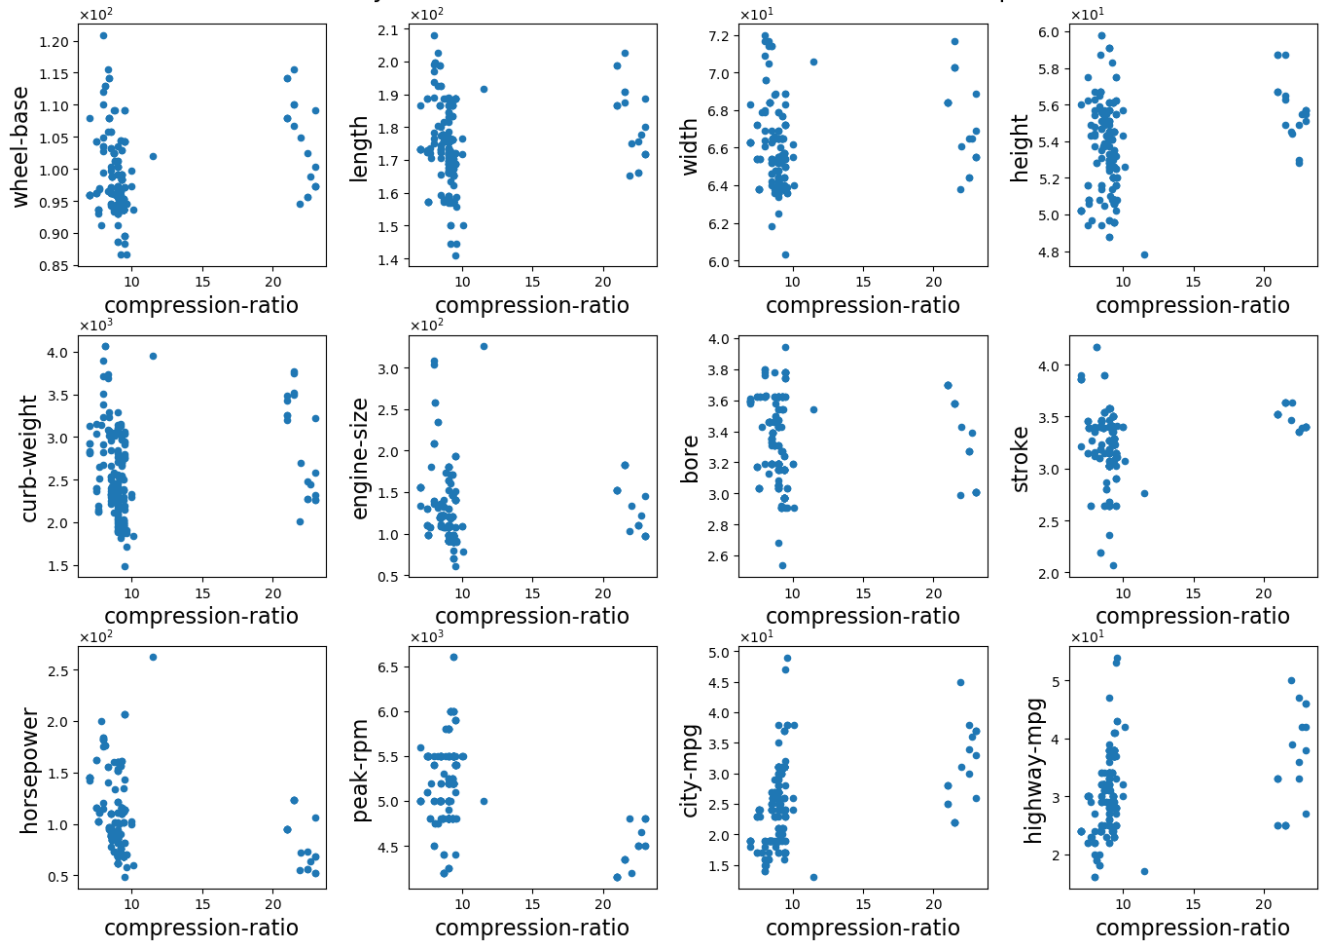 ×10²
×10²
×10¹
×10¹
wheel-base
1.20
1.15
1.10
1.05
1.00
0.95
0.90
0.85
10 15 20
compression-ratio
length
2.1
2.0
1.9
1.8
1.7
1.6
1.5
1.4
10 15 20
compression-ratio
width
7.2
7.0
6.8
6.6
6.4
6.2
6.0
10 15 20
compression-ratio
height
6.0
5.8
5.6
5.4
5.2
5.0
4.8
10 15 20
compression-ratio
×10³
curb-weight
4.0
3.5
3.0
2.5
2.0
1.5
10 15 20
compression-ratio
×10²
engine-size
3.0
2.5
2.0
1.5
1.0
0.5
10 15 20
compression-ratio
bore
4.0
3.8
3.6
3.4
3.2
3.0
2.8
2.6
10 15 20
compression-ratio
stroke
4.0
3.5
3.0
2.5
2.0
10 15 20
compression-ratio
×10²
horsepower
2.5
2.0
1.5
1.0
0.5
10 15 20
compression-ratio
×10³
peak-rpm
6.5
6.0
5.5
5.0
4.5
10 15 20
compression-ratio
×10¹
city-mpg
5.0
4.5
4.0
3.5
3.0
2.5
2.0
1.5
10 15 20
compression-ratio
×10¹
highway-mpg
5
4
3
2
10 15 20
compression-ratio